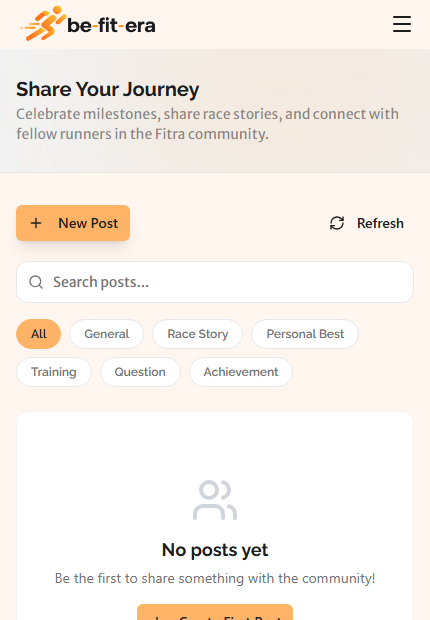 be-fit-era
Share Your Journey
Celebrate milestones, share race stories, and connect with
fellow runners in the Fitra community.
New Post
Refresh
Search posts...
All
General
Race Story
Personal Best
Training
Question
Achievement
No posts yet
Be the first to share something with the community!